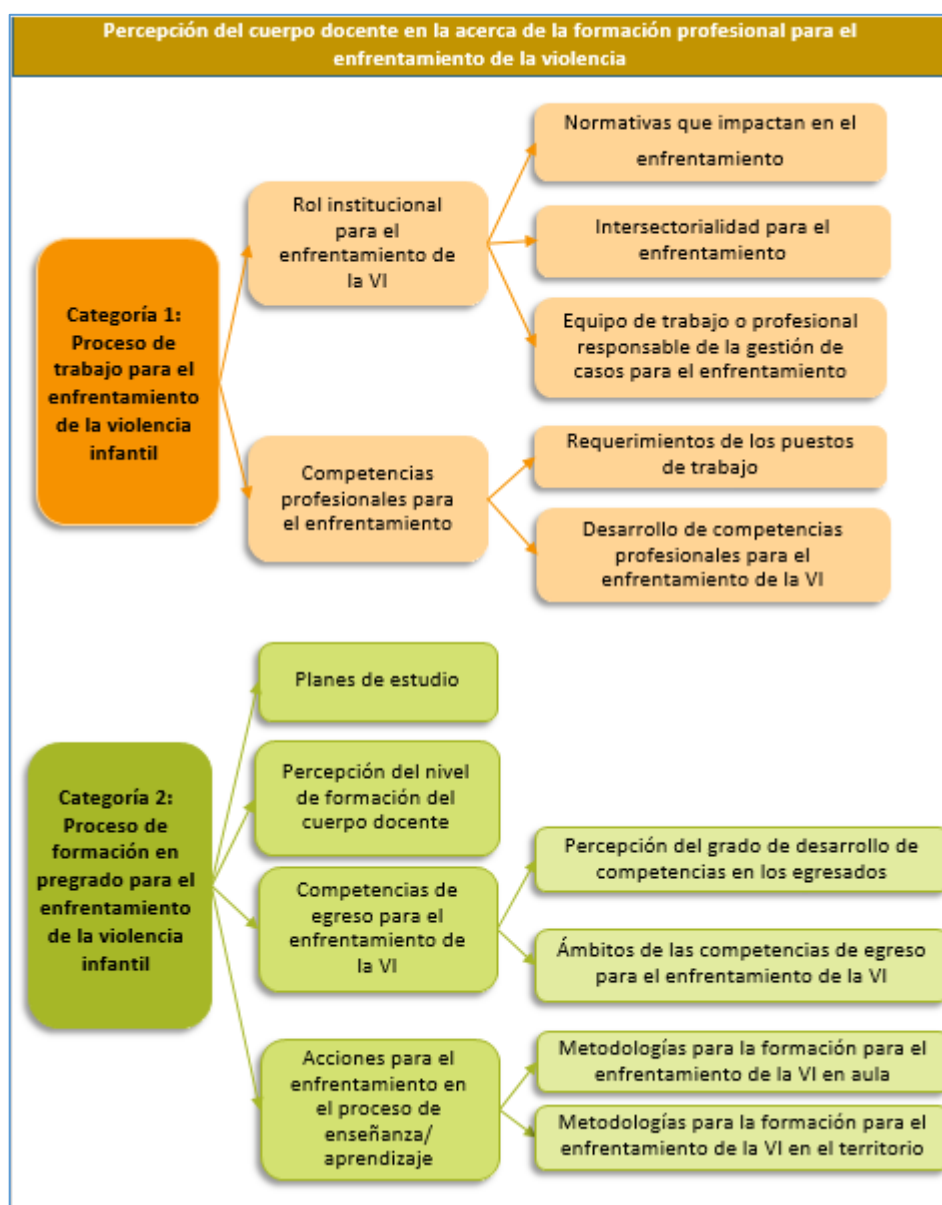 Percepción del cuerpo docente en la acerca de la formación profesional para el
enfrentamiento de la violencia
Categoría 1:
Proceso de
trabajo para el
enfrentamiento
de la violencia
infantil
Rol institucional
para el
enfrentamiento de
la VI
Normativas que impactan en el
enfrentamiento
Intersectorialidad para el
enfrentamiento
Equipo de trabajo o profesional
responsable de la gestión de
casos para el enfrentamiento
Competencias
profesionales para
el enfrentamiento
Requerimientos de los puestos
de trabajo
Desarrollo de competencias
profesionales para el
enfrentamiento de la VI
Categoría 2:
Proceso de
formación en
pregrado para el
enfrentamiento
de la violencia
infantil
Planes de estudio
Percepción del nivel
de formación del
cuerpo docente
Competencias de
egreso para el
enfrentamiento de
la VI
Percepción del grado de desarrollo de
competencias en los egresados
Ámbitos de las competencias de egreso
para el enfrentamiento de la VI
Acciones para el
enfrentamiento en
el proceso de
enseñanza/
aprendizaje
Metodologías para la formación para el
enfrentamiento de la VI en aula
Metodologías para la formación para el
enfrentamiento de la VI en el territorio